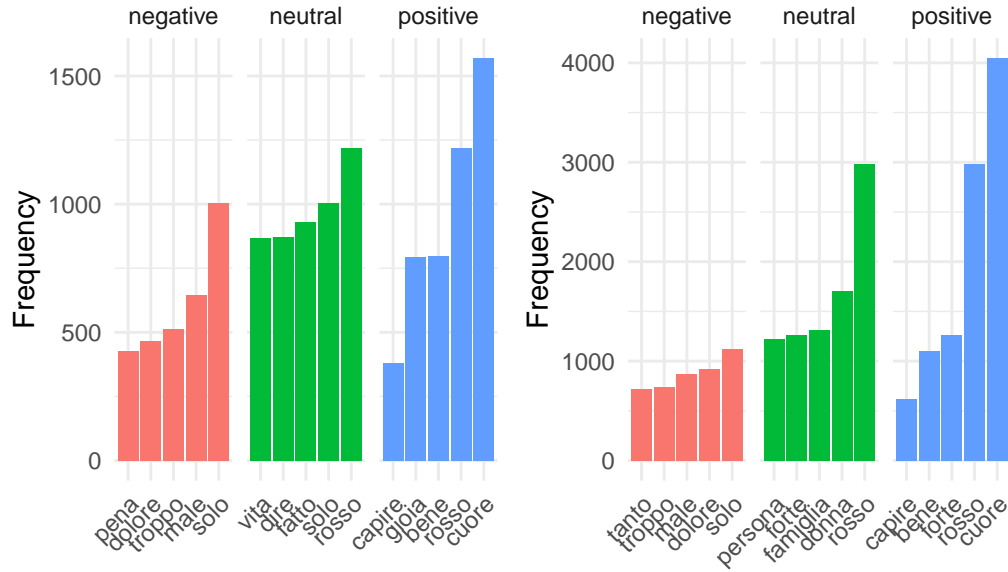 negative neutral positive
Frequency
1500
1000
500
0
pena dolore troppo male solo
vita dire fatto solo rosso
capire gioia bene rosso cuore
negative neutral positive
Frequency
4000
3000
2000
1000
0
tanto troppo male dolore solo
persona forte famiglia donna rosso
capire bene forte rosso cuore